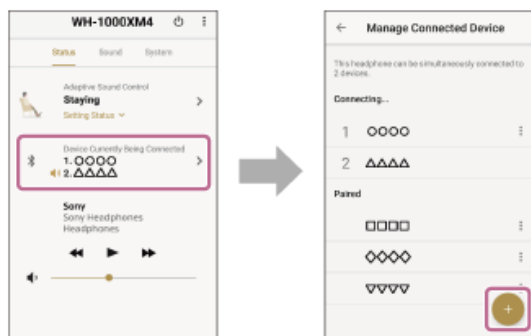 WH-1000XM4
Status Sound System
Adaptive Sound Control
Staying
Setting Status
Device Currently Being Connected
1. ○○○○
2. △△△△
Sony
Sony Headphones
Headphones
Manage Connected Device
This headphone can be simultaneously connected to
2 devices.
Connecting...
1 ○○○○
2 △△△△
Paired
□□□□
◇◇◇◇
▽▽▽▽
+